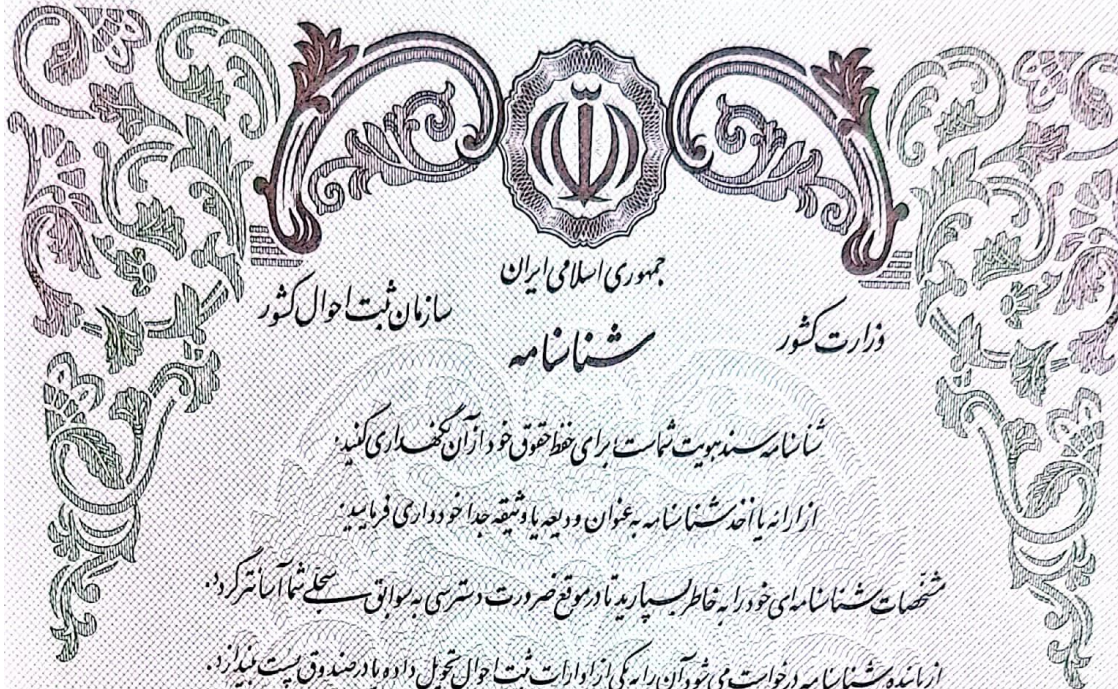 جمهوری اسلامی ایران
وزارت کشور
سازمان ثبت احوال کشور
شناسنامه
شناسنامه سند هویت شماست برای حفظ حقوق خود از آن نگهداری کنید.
از ارائه یا اخذ شناسنامه به عنوان ودیعه یا وثیقه جدا خودداری فرمایید.
مشخصات شناسنامه‌ای خود را به خاطر بسپارید تا در موقع ضرورت دسترسی به سوابق سجلی شما آسانتر گردد.
از یابنده شناسنامه درخواست می شود آن را به یکی از ادارات ثبت احوال تحویل داده یا در صندوق پست بیندازد.